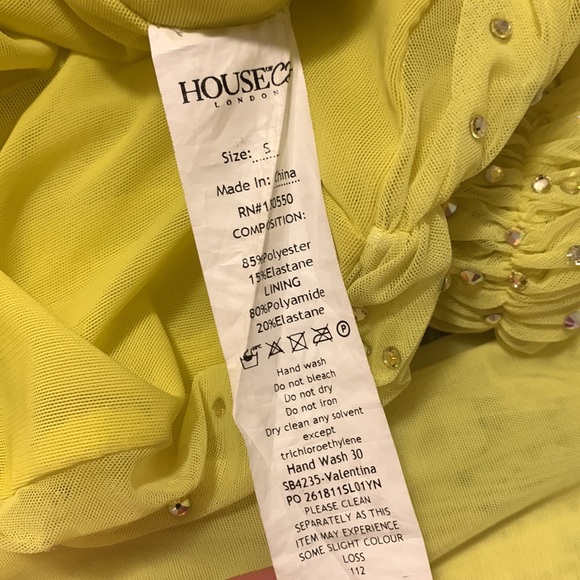 HOUSE OF
LONDON
Size: S
Made In: China
COMPOSITION:
85%Polyester
15%Elastane
LINING
80%Polyamide
20%Elastane
P
Hand wash
Do not bleach
Do not dry
Do not iron
Dry clean any solvent
except
trichloroethylene
Hand Wash 30
SB4235-Valentina
PO 261811SL01YN
PLEASE CLEAN
SEPARATELY AS THIS
ITEM MAY EXPERIENCE
SOME SLIGHT COLOUR
LOSS
112